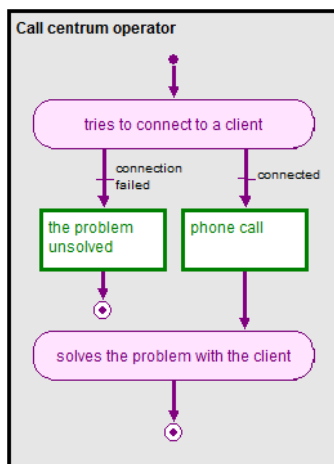 Call centrum operator
tries to connect to a client
connection
failed
connected
the problem
unsolved
phone call
solves the problem with the client